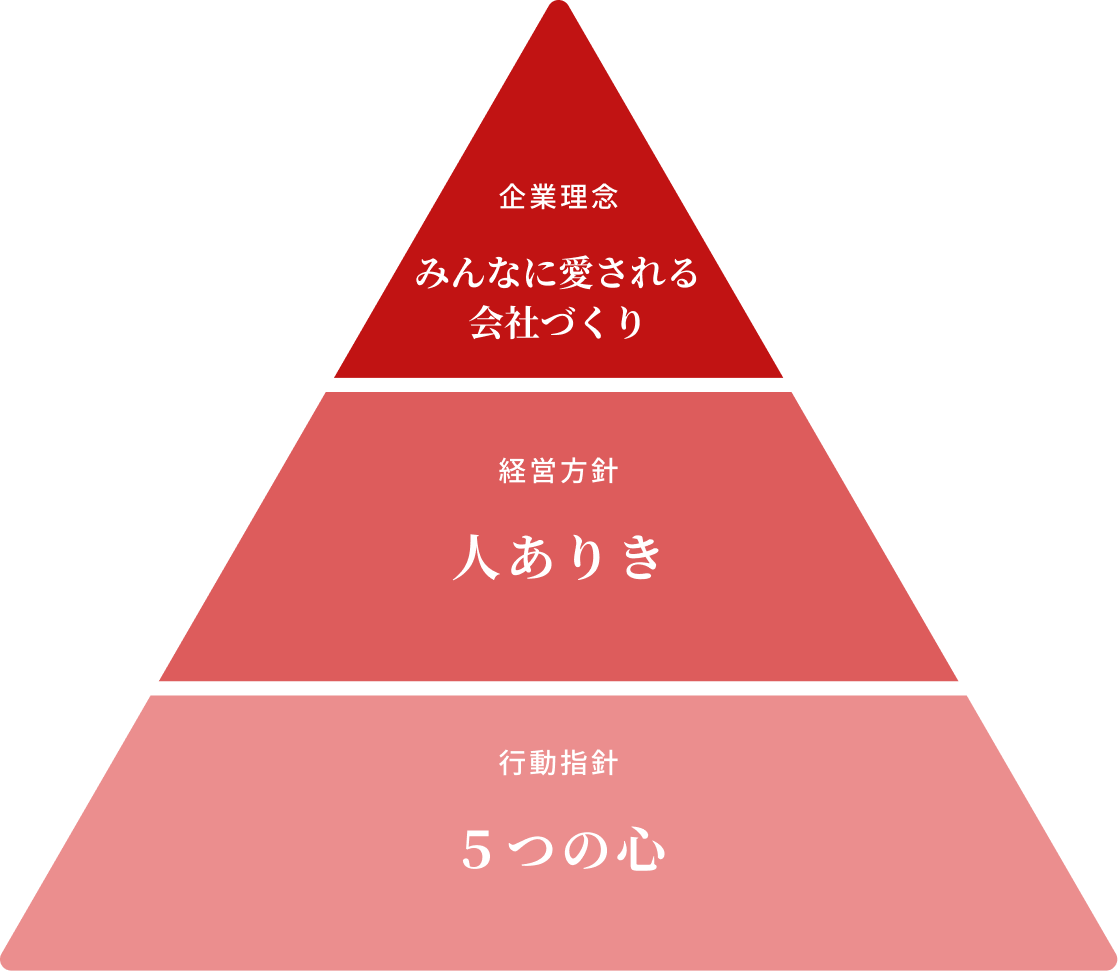 企業理念
みんなに愛される
会社づくり
経営方針
人ありき
行動指針
５つの心